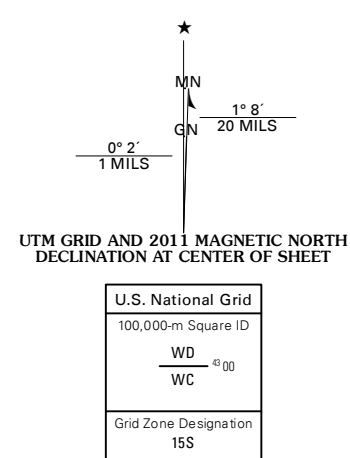 ★
MN
1° 8´
GN
20 MILS
0° 2´
1 MILS
UTM GRID AND 2011 MAGNETIC NORTH
DECLINATION AT CENTER OF SHEET
U.S. National Grid
100,000-m Square ID
WD
43 00
WC
Grid Zone Designation
15S